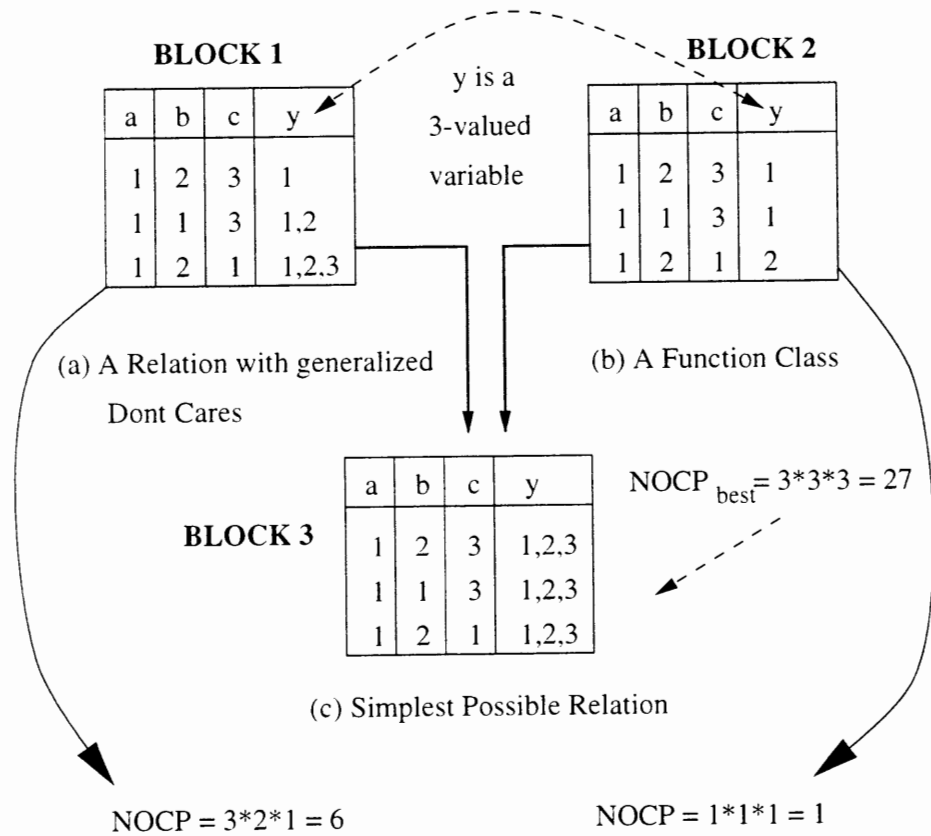 BLOCK 1
a b c y
1 2 3 1
1 1 3 1,2
1 2 1 1,2,3
y is a
3-valued
variable
BLOCK 2
a b c y
1 2 3 1
1 1 3 1
1 2 1 2
(a) A Relation with generalized
Dont Cares
(b) A Function Class
BLOCK 3
a b c y
1 2 3 1,2,3
1 1 3 1,2,3
1 2 1 1,2,3
NOCP best = 3*3*3 = 27
(c) Simplest Possible Relation
NOCP = 3*2*1 = 6
NOCP = 1*1*1 = 1